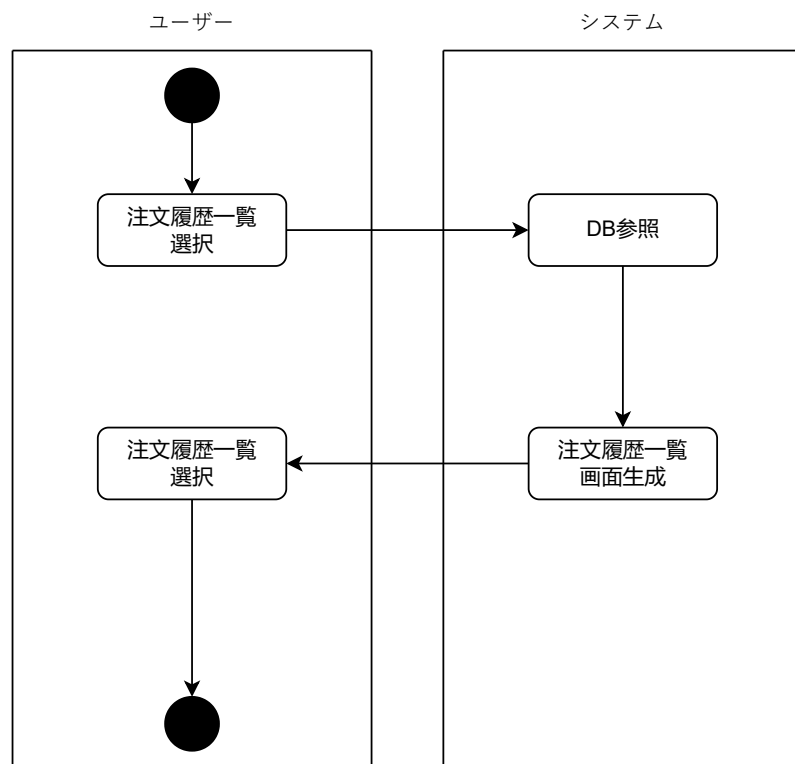 ユーザー
システム
注文履歴一覧
選択
DB参照
注文履歴一覧
選択
注文履歴一覧
画面生成